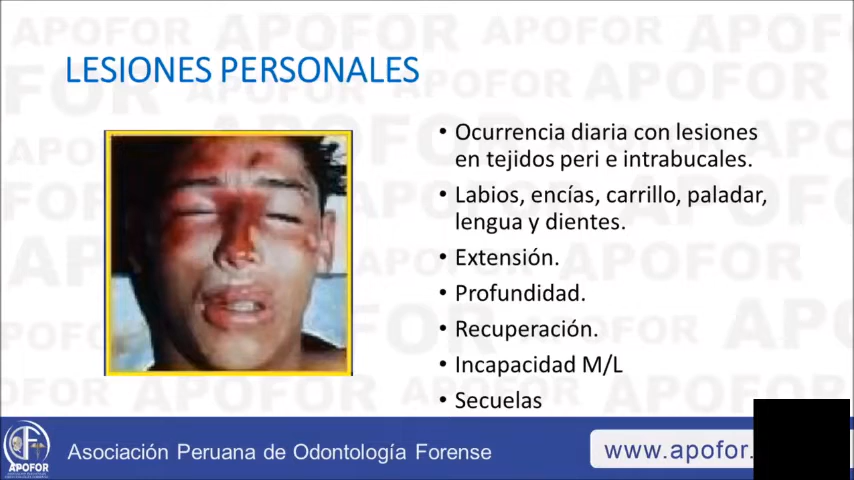 LESIONES PERSONALES
• Ocurrencia diaria con lesiones
en tejidos peri e intrabucales.
• Labios, encías, carrillo, paladar,
lengua y dientes.
• Extensión.
• Profundidad.
• Recuperación.
• Incapacidad M/L
• Secuelas
APOFOR
Asociación Peruana de Odontología Forense
www.apofor.